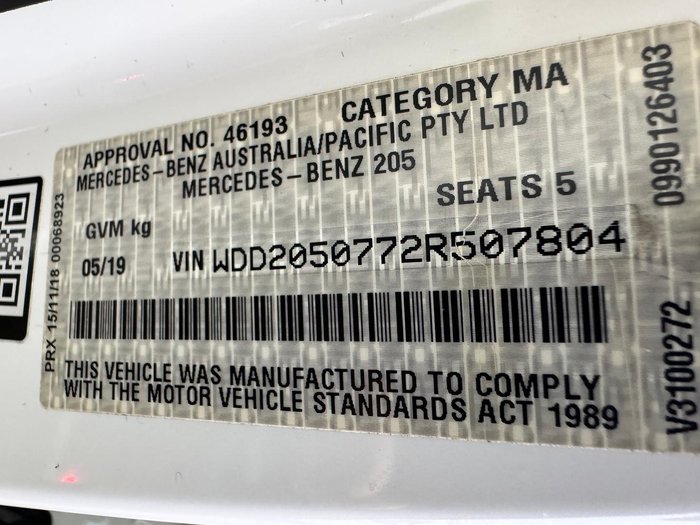 APPROVAL NO. 46193 CATEGORY MA
MERCEDES-BENZ AUSTRALIA/PACIFIC PTY LTD
MERCEDES-BENZ 205
SEATS 5
GVM kg
05/19 VIN WDD2050772R507804
THIS VEHICLE WAS MANUFACTURED TO COMPLY
WITH THE MOTOR VEHICLE STANDARDS ACT 1989
PRX 15/11/18 00068923
V3100272 0990126403